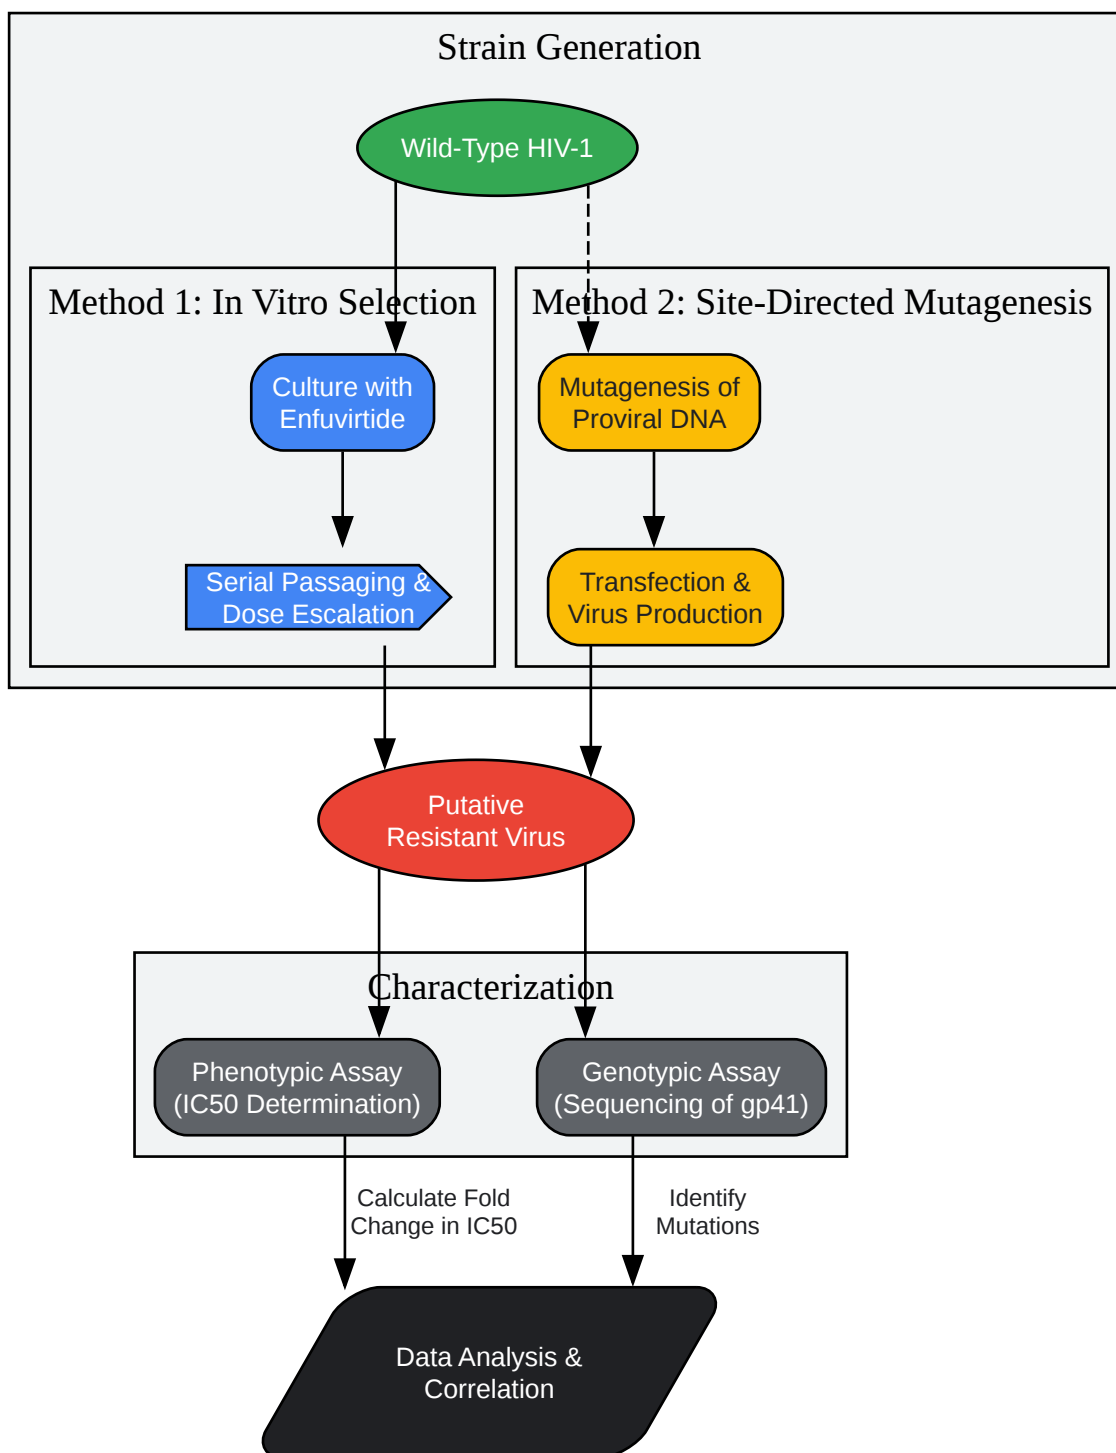 Strain Generation
Wild-Type HIV-1
Method 1: In Vitro Selection
Method 2: Site-Directed Mutagenesis
Culture with
Enfuvirtide
Mutagenesis of
Proviral DNA
Serial Passaging &
Dose Escalation
Transfection &
Virus Production
Putative
Resistant Virus
Characterization
Phenotypic Assay
(IC50 Determination)
Genotypic Assay
(Sequencing of gp41)
Calculate Fold
Change in IC50
Identify
Mutations
Data Analysis &
Correlation